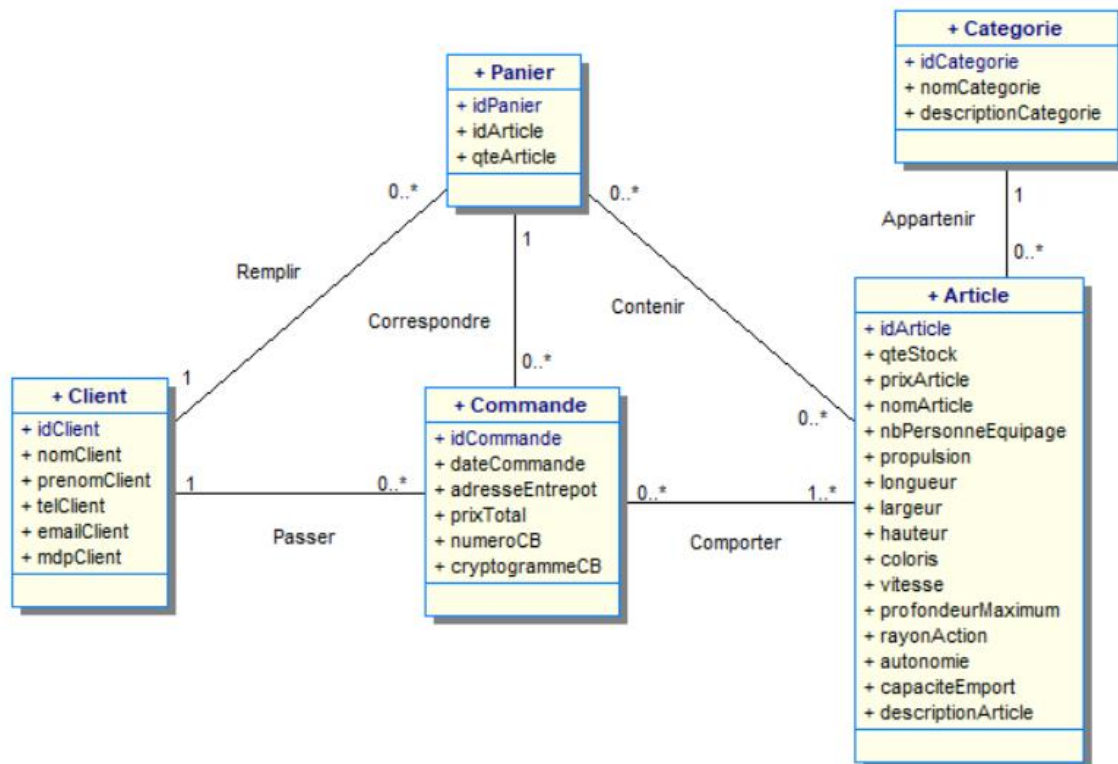 + Categorie
+ idCategorie
+ nomCategorie
+ descriptionCategorie
+ Panier
+ idPanier
+ idArticle
+ qteArticle
0..*
0..*
1
1
Appartenir
0..*
Remplir
Correspondre
Contenir
0..*
1
0..*
+ Client
+ idClient
+ nomClient
+ prenomClient
+ telClient
+ emailClient
+ mdpClient
1
0..*
Passer
+ Commande
+ idCommande
+ dateCommande
+ adresseEntrepot
+ prixTotal
+ numeroCB
+ cryptogrammeCB
0..*
1..*
Comporter
+ Article
+ idArticle
+ qteStock
+ prixArticle
+ nomArticle
+ nbPersonneEquipage
+ propulsion
+ longueur
+ largeur
+ hauteur
+ coloris
+ vitesse
+ profondeurMaximum
+ rayonAction
+ autonomie
+ capaciteEmport
+ descriptionArticle